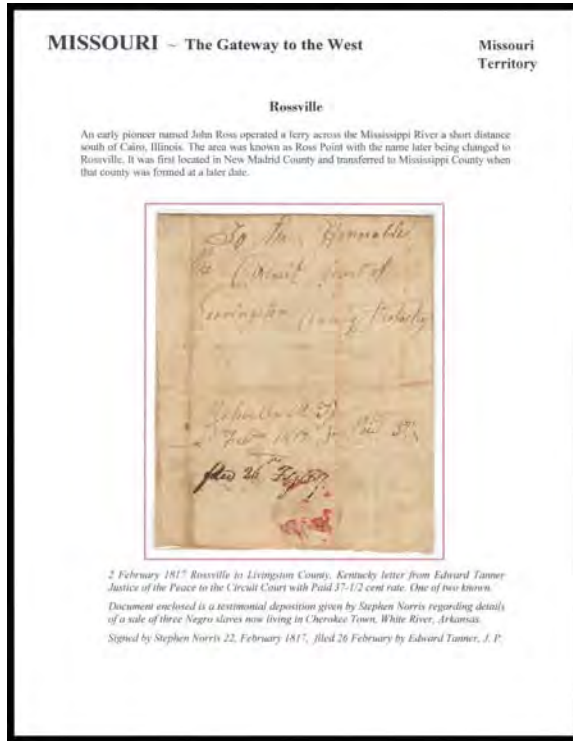 MISSOURI ~ The Gateway to the West
Missouri
Territory
Rossville
An early pioneer named John Ross operated a ferry across the Mississippi River a short distance
south of Cairo, Illinois. The area was known as Ross Point with the name later being changed to
Rossville. It was first located in New Madrid County and transferred to Mississippi County when
that county was formed at a later date.
To the Honorable
the Circuit Court of
Livingston County
Paid 37½
filed 26
2 February 1817 Rossville to Livingston County, Kentucky letter from Edward Tanner
Justice of the Peace to the Circuit Court with Paid 37-1/2 cent rate. One of two known.
Document enclosed is a testimonial deposition given by Stephen Norris regarding details
of a sale of three Negro slaves now living in Cherokee Town, White River, Arkansas.
Signed by Stephen Norris 22, February 1817, filed 26 February by Edward Tanner, J. P.